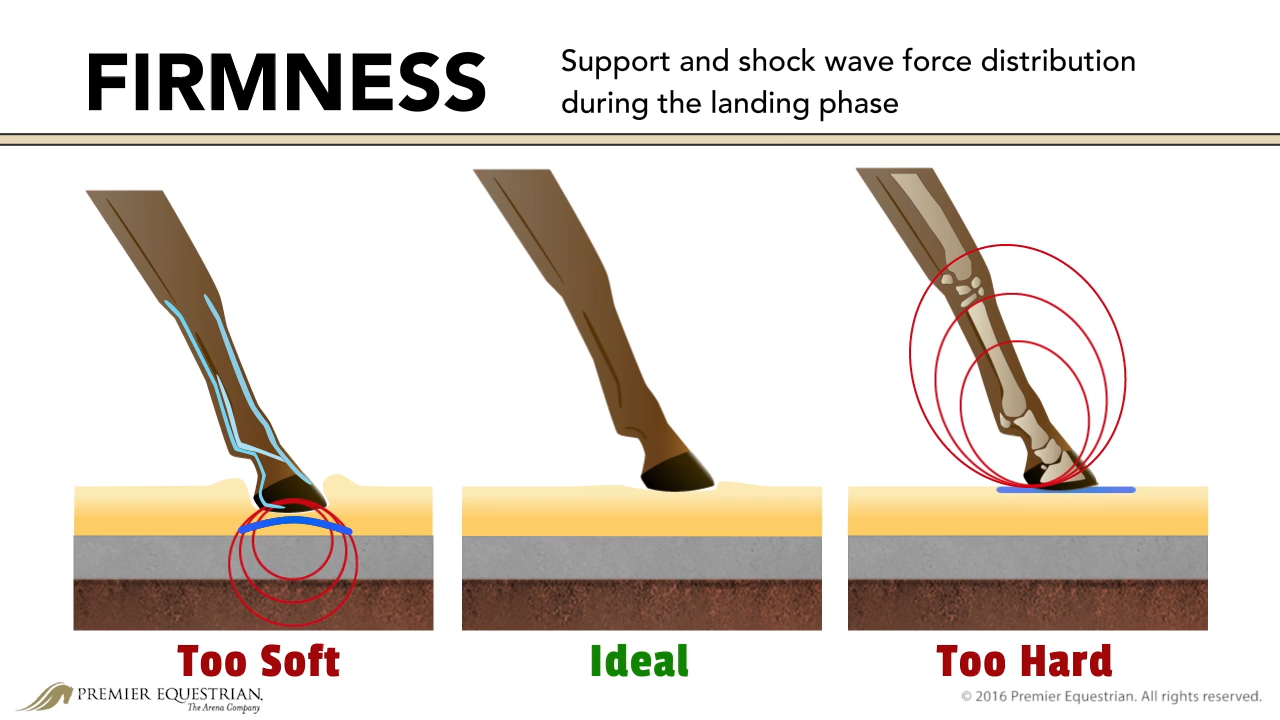 FIRMNESS
Support and shock wave force distribution
during the landing phase
Too Soft
Ideal
Too Hard
PREMIER EQUESTRIAN.
The Arena Company
© 2016 Premier Equestrian. All rights reserved.